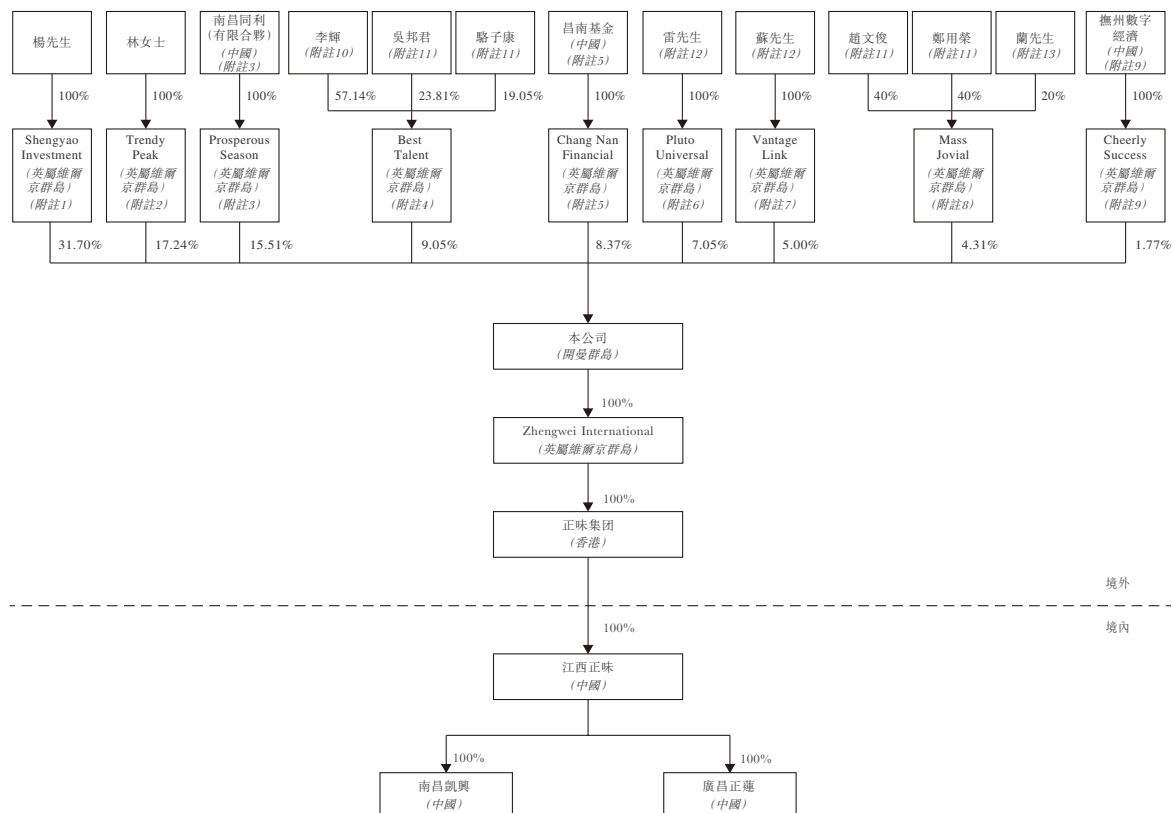 楊先生
林女士
南昌同利
(有限合夥)
(中國)
(附註3)
李輝
(附註10)
吳邦君
(附註11)
駱子康
(附註11)
昌南基金
(中國)
(附註5)
雷先生
(附註12)
蘇先生
(附註12)
趙文俊
(附註11)
鄭用榮
(附註11)
蘭先生
(附註13)
撫州數字
經濟
(中國)
(附註9)
100%
100%
100%
57.14%
23.81%
19.05%
100%
100%
100%
40%
40%
20%
100%
Shengyao
Investment
(英屬維爾
京群島)
(附註1)
Trendy
Peak
(英屬維爾
京群島)
(附註2)
Prosperous
Season
(英屬維爾
京群島)
(附註3)
Best
Talent
(英屬維爾
京群島)
(附註4)
Chang Nan
Financial
(英屬維爾
京群島)
(附註5)
Pluto
Universal
(英屬維爾
京群島)
(附註6)
Vantage
Link
(英屬維爾
京群島)
(附註7)
Mass
Jovial
(英屬維爾
京群島)
(附註8)
Cheerly
Success
(英屬維爾
京群島)
(附註9)
31.70%
17.24%
15.51%
9.05%
8.37%
7.05%
5.00%
4.31%
1.77%
本公司
(開曼群島)
100%
Zhengwei International
(英屬維爾京群島)
100%
正味集团
(香港)
境外
100%
境內
江西正味
(中國)
100%
100%
南昌凱興
(中國)
廣昌正蓮
(中國)